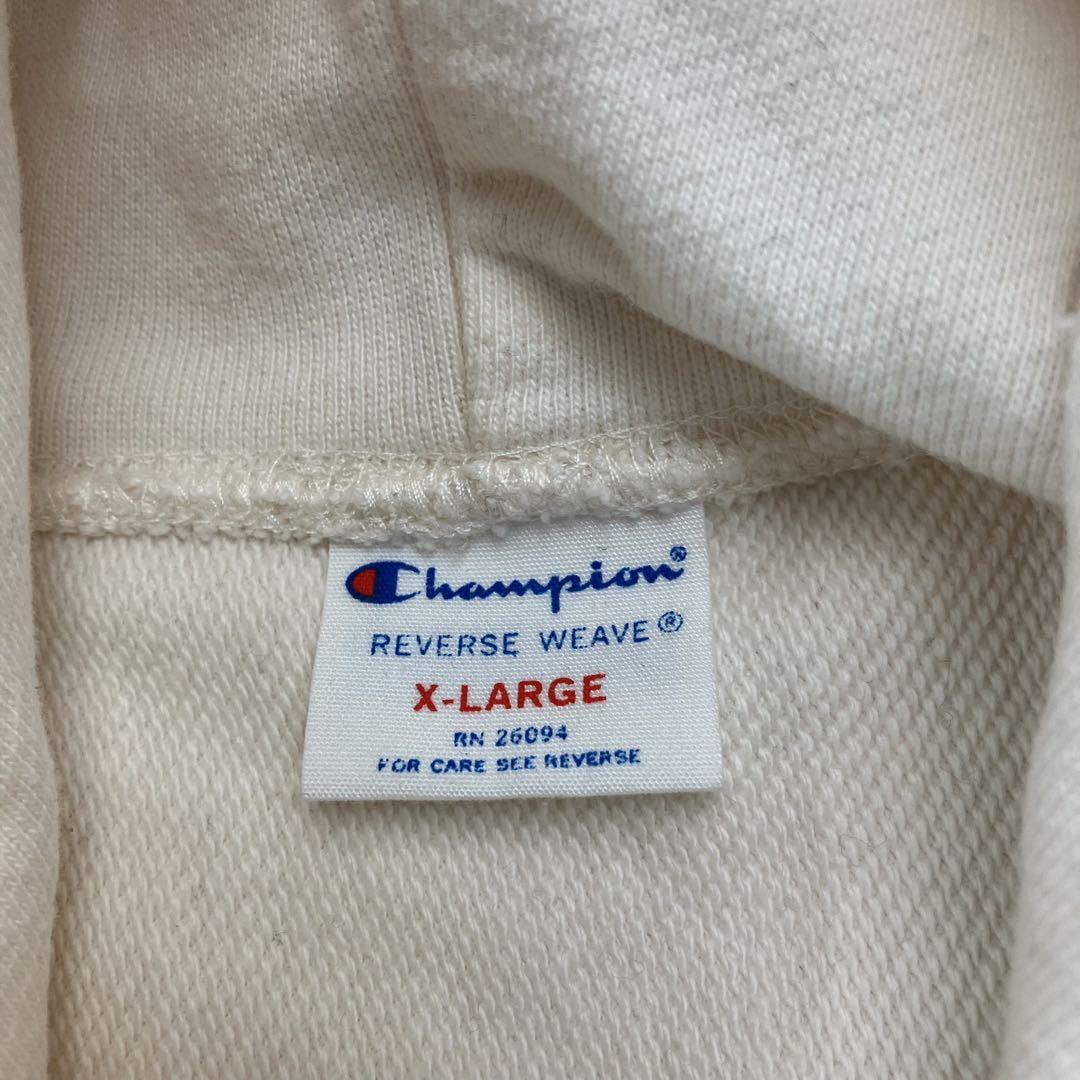 Champion®
REVERSE WEAVE®
X-LARGE
RN 26094
FOR CARE SEE REVERSE